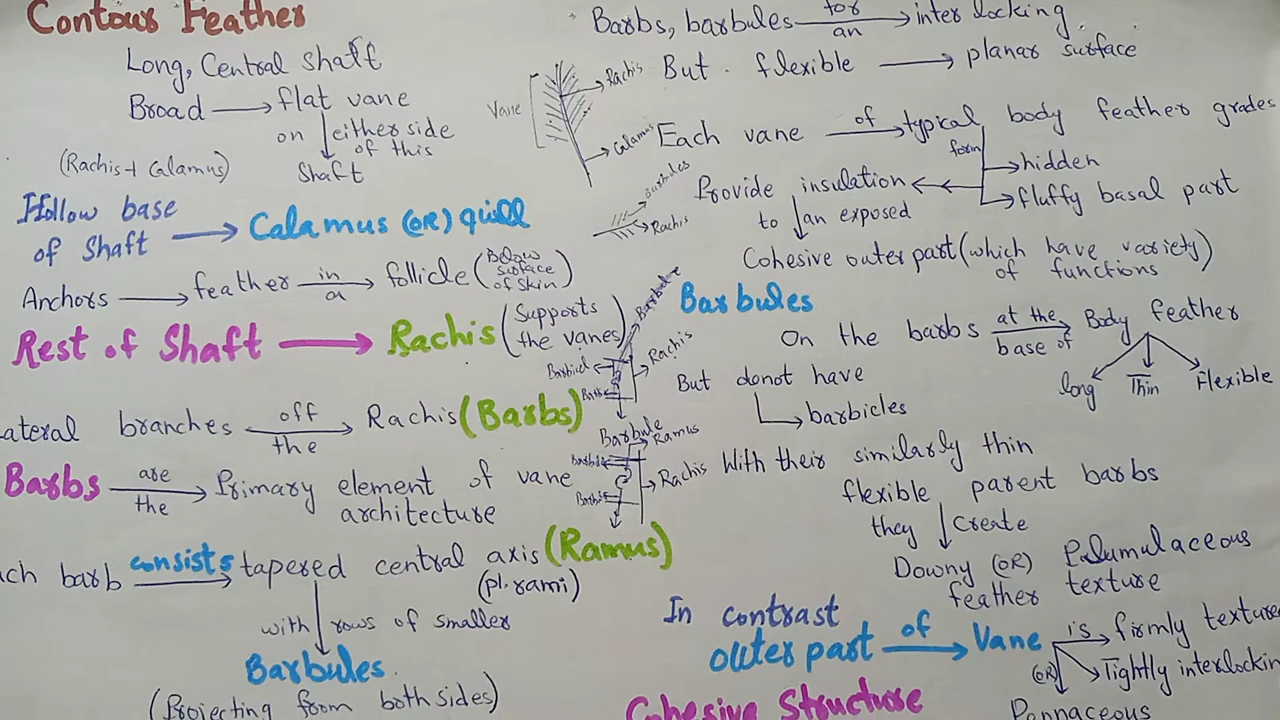 Contour Feather
Long, Central shaft
Broad → flat vane
on either side of this
Shaft
(Rachis + Calamus)
Hollow base
of Shaft → Calamus (OR) quill
Anchors → feather in a → follicle (Below surface of skin)
Rest of Shaft → Rachis (Supports the vanes)
ateral branches off the → Rachis (Barbs)
Barbs are the → Primary element of vane
architecture
ch barb consists → tapered central axis (Ramus)
(pl. rami)
with rows of smaller
Barbules.
(Projecting from both sides)
Vane
Rachis
Calamus
Barbules
Rachis
Barbule
Rachis
Barbule
Ramus
Rachis
Barbs, barbules for an → inter locking
But flexible → planar surface
Each vane of → typical body feather grades
form
→ hidden
→ fluffy basal part
Provide insulation ←
to an exposed
Cohesive outer part (which have variety
of functions)
Barbules
On the barbs at the base of → Body feather
long Thin Flexible
But donot have
→ barbicles
With their similarly thin
flexible parent barbs
they create
Downy (OR) Palumulaceous
feather texture
In contrast
outer part of → Vane is → firmly texture
→ Tightly interlockin
(OR)
Pennaceous
Cohesive Structure